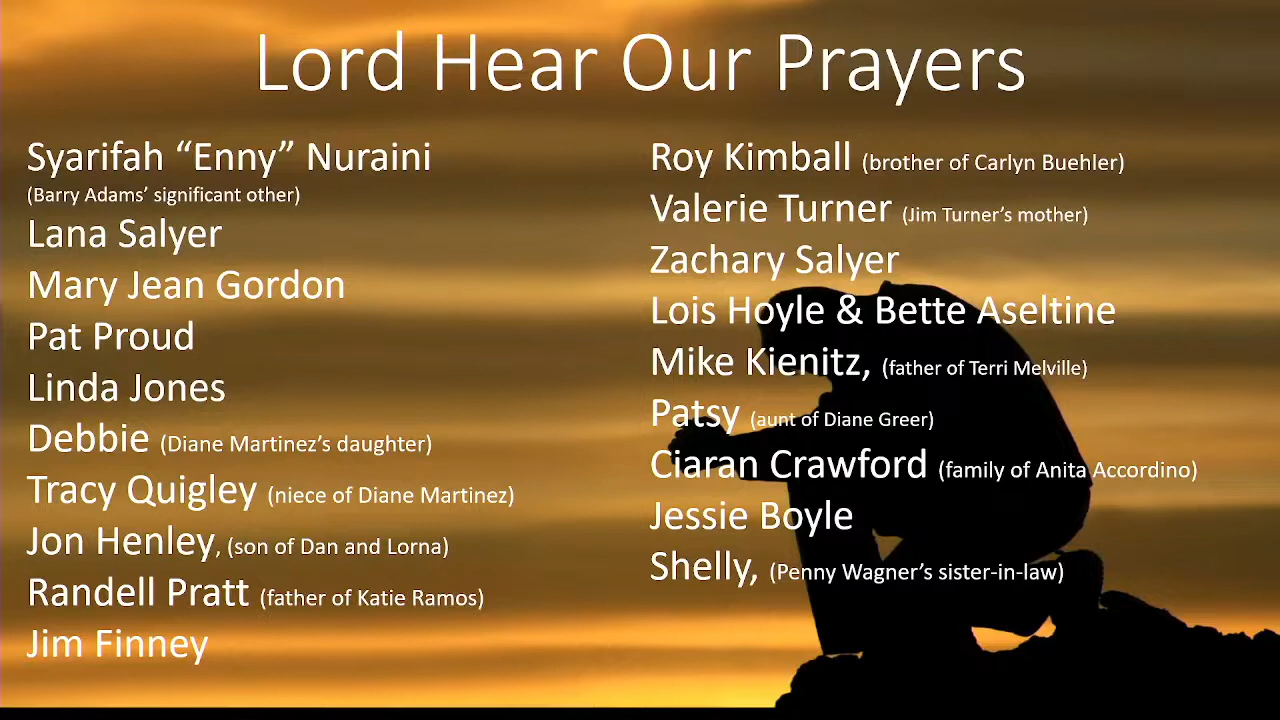 Lord Hear Our Prayers
Syarifah “Enny” Nuraini
(Barry Adams’ significant other)
Lana Salyer
Mary Jean Gordon
Pat Proud
Linda Jones
Debbie (Diane Martinez’s daughter)
Tracy Quigley (niece of Diane Martinez)
Jon Henley, (son of Dan and Lorna)
Randell Pratt (father of Katie Ramos)
Jim Finney
Roy Kimball (brother of Carlyn Buehler)
Valerie Turner (Jim Turner’s mother)
Zachary Salyer
Lois Hoyle & Bette Aseltine
Mike Kienitz, (father of Terri Melville)
Patsy (aunt of Diane Greer)
Ciaran Crawford (family of Anita Accordino)
Jessie Boyle
Shelly, (Penny Wagner’s sister-in-law)